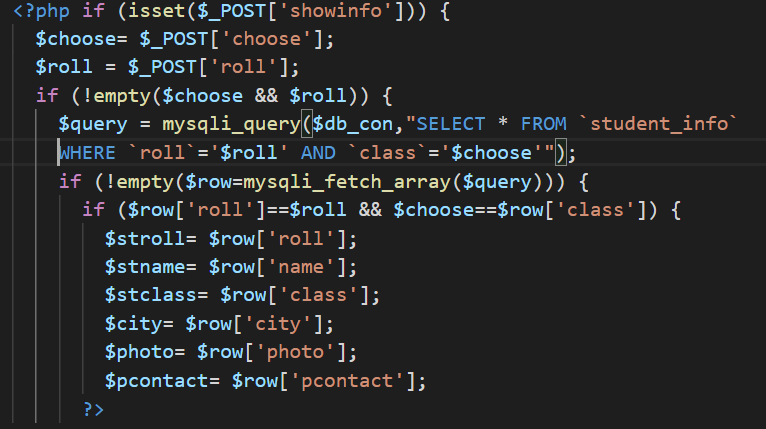 <?php if (isset($_POST['showinfo'])) {
$choose= $_POST['choose'];
$roll = $_POST['roll'];
if (!empty($choose && $roll)) {
$query = mysqli_query($db_con,"SELECT * FROM `student_info`
WHERE `roll`='$roll' AND `class`='$choose'");
if (!empty($row=mysqli_fetch_array($query))) {
if ($row['roll']==$roll && $choose==$row['class']) {
$stroll= $row['roll'];
$stname= $row['name'];
$stclass= $row['class'];
$city= $row['city'];
$photo= $row['photo'];
$pcontact= $row['pcontact'];
?>